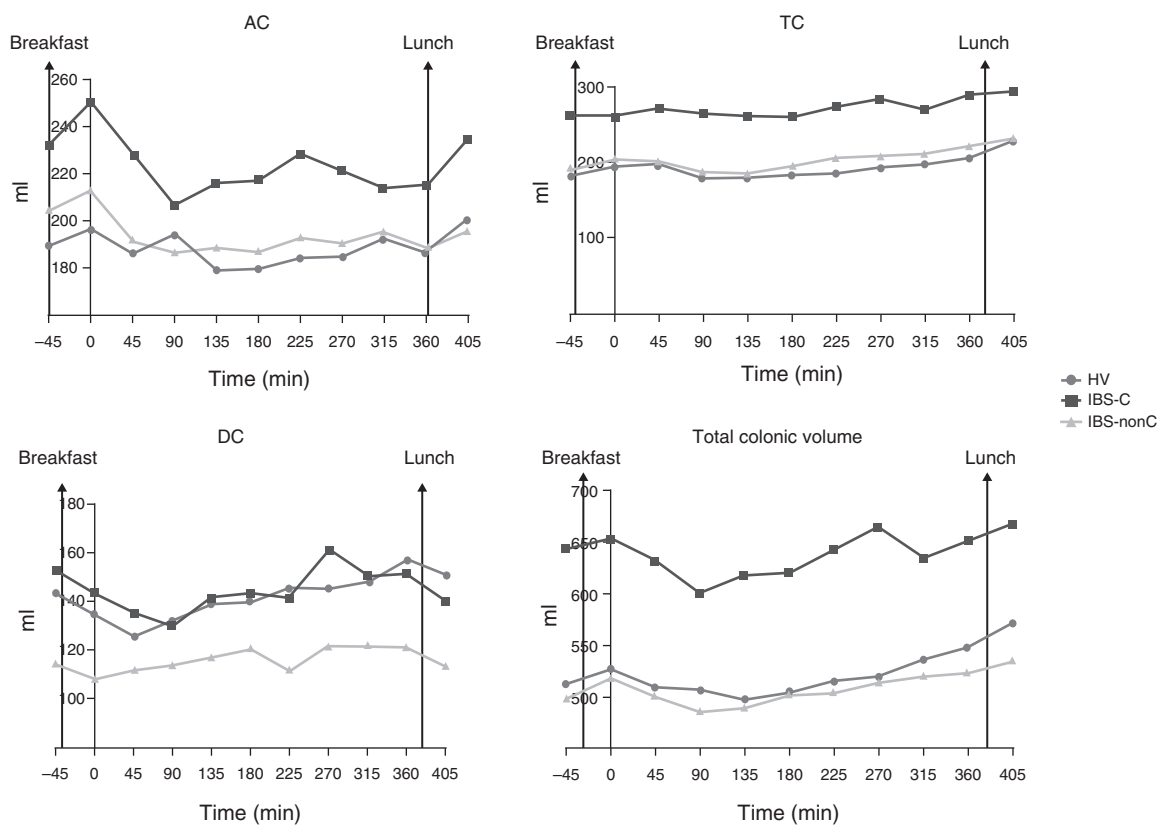 AC
Breakfast
Lunch
260
240
220
200
180
ml
–45 0 45 90 135 180 225 270 315 360 405
Time (min)
TC
Breakfast
Lunch
300
200
100
ml
–45 0 45 90 135 180 225 270 315 360 405
Time (min)
HV
IBS-C
IBS-nonC
DC
Breakfast
Lunch
180
160
140
120
100
ml
–45 0 45 90 135 180 225 270 315 360 405
Time (min)
Total colonic volume
Breakfast
Lunch
700
650
600
550
500
ml
–45 0 45 90 135 180 225 270 315 360 405
Time (min)